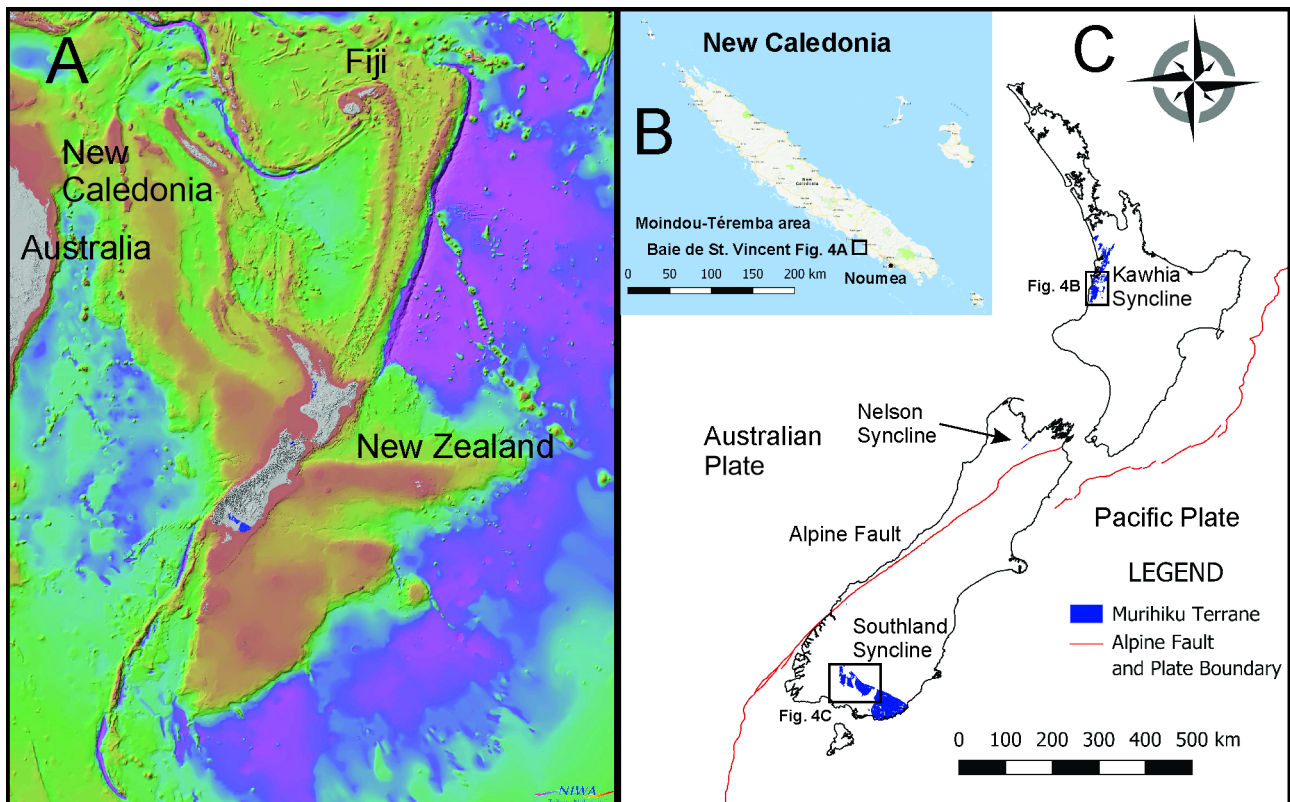 A
Fiji
New
Caledonia
Australia
New Zealand
NIWA
B
New Caledonia
New
Caledonia
Moindou-Téremba area
Baie de St. Vincent Fig. 4A
Noumea
0 50 100 150 200 km
C
Fig. 4B
Kawhia
Syncline
Nelson
Syncline
Australian
Plate
Alpine Fault
Pacific Plate
LEGEND
Murihiku Terrane
Alpine Fault
and Plate Boundary
Southland
Syncline
Fig. 4C
0 100 200 300 400 500 km